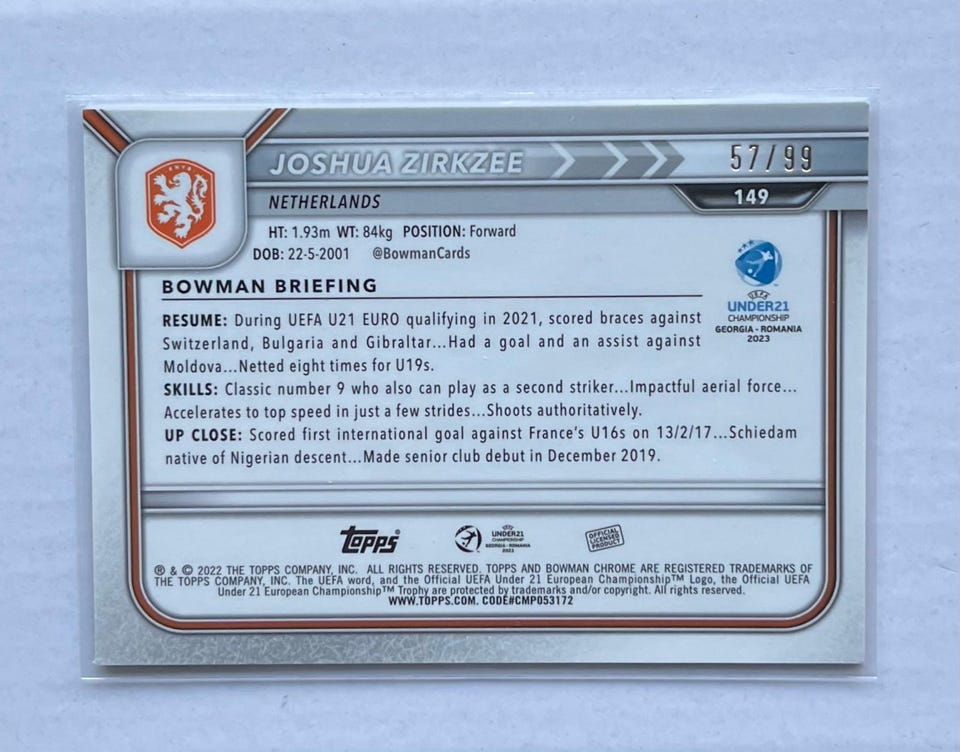 KNVB
JOSHUA ZIRKZEE
57/99
149
NETHERLANDS
HT: 1.93m WT: 84kg POSITION: Forward
DOB: 22-5-2001 @BowmanCards
BOWMAN BRIEFING
UEFA
UNDER21
CHAMPIONSHIP
GEORGIA - ROMANIA
2023
RESUME: During UEFA U21 EURO qualifying in 2021, scored braces against
Switzerland, Bulgaria and Gibraltar...Had a goal and an assist against
Moldova...Netted eight times for U19s.
SKILLS: Classic number 9 who also can play as a second striker...Impactful aerial force...
Accelerates to top speed in just a few strides...Shoots authoritatively.
UP CLOSE: Scored first international goal against France's U16s on 13/2/17...Schiedam
native of Nigerian descent...Made senior club debut in December 2019.
Topps®
UEFA
UNDER21
CHAMPIONSHIP
GEORGIA - ROMANIA
2023
OFFICIAL
LICENSED
PRODUCT
® & © 2022 THE TOPPS COMPANY, INC. ALL RIGHTS RESERVED. TOPPS AND BOWMAN CHROME ARE REGISTERED TRADEMARKS OF
THE TOPPS COMPANY, INC. The UEFA word, and the Official UEFA Under 21 European Championship™ Logo, the Official UEFA
Under 21 European Championship™ Trophy are protected by trademarks and/or copyright. All rights reserved.
WWW.TOPPS.COM. CODE#CMP053172